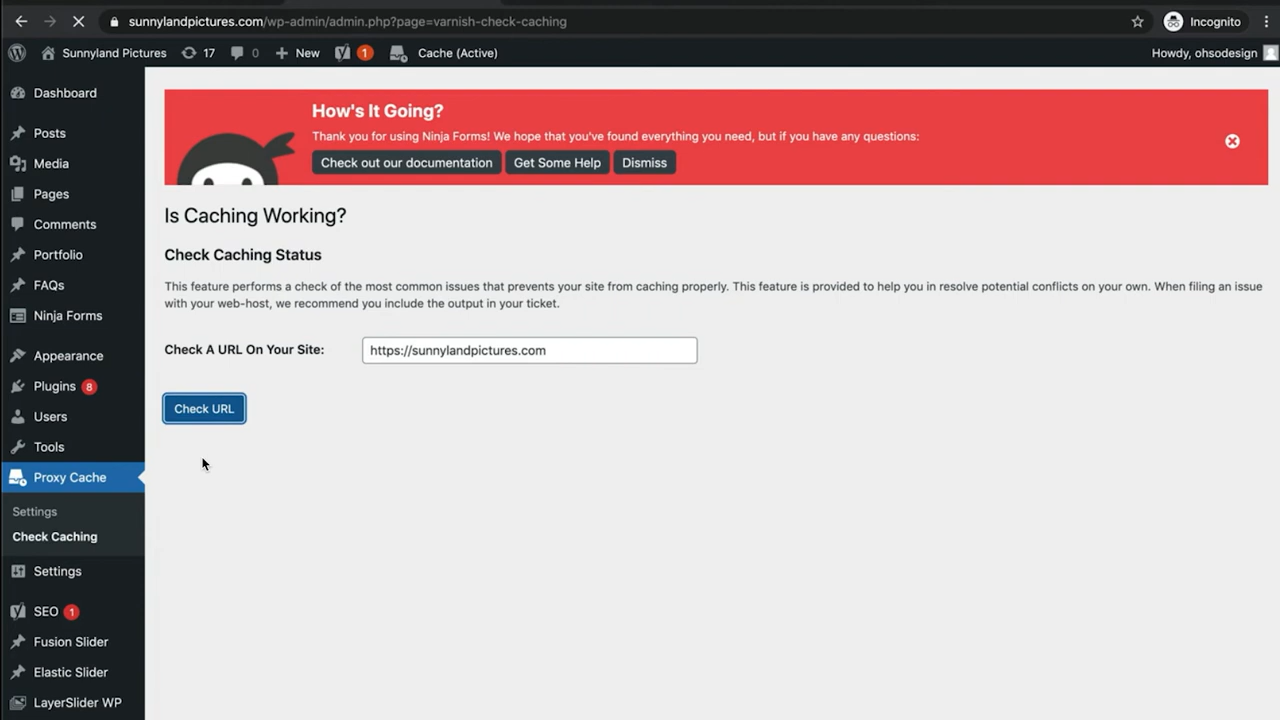 sunnylandpictures.com/wp-admin/admin.php?page=varnish-check-caching
Incognito
Sunnyland Pictures 17 0 New 1 Cache (Active) Howdy, ohsodesign
Dashboard
Posts
Media
Pages
Comments
Portfolio
FAQs
Ninja Forms
Appearance
Plugins 8
Users
Tools
Proxy Cache
Settings
Check Caching
Settings
SEO 1
Fusion Slider
Elastic Slider
LayerSlider WP
How's It Going?
Thank you for using Ninja Forms! We hope that you've found everything you need, but if you have any questions:
Check out our documentation Get Some Help Dismiss
Is Caching Working?
Check Caching Status
This feature performs a check of the most common issues that prevents your site from caching properly. This feature is provided to help you in resolve potential conflicts on your own. When filing an issue
with your web-host, we recommend you include the output in your ticket.
Check A URL On Your Site: https://sunnylandpictures.com
Check URL